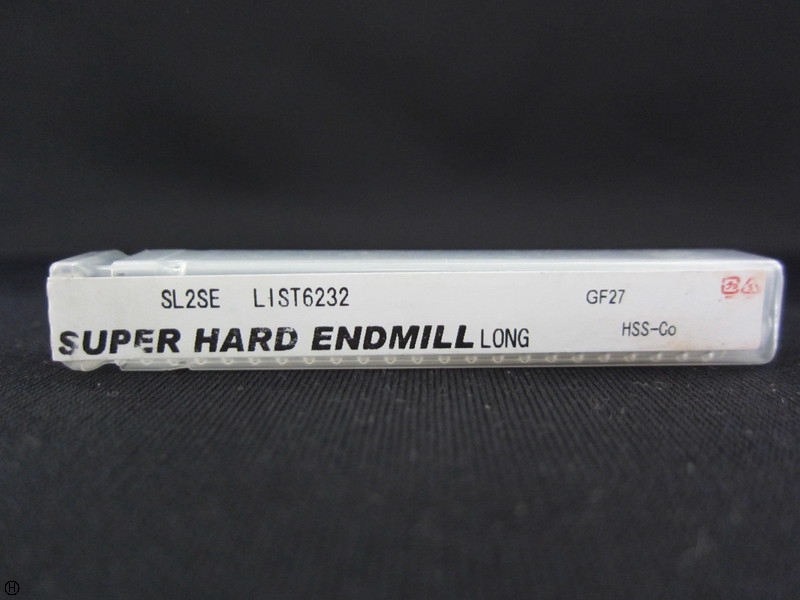 SL2SE LIST6232 GF27
SUPER HARD ENDMILL LONG HSS-Co
H